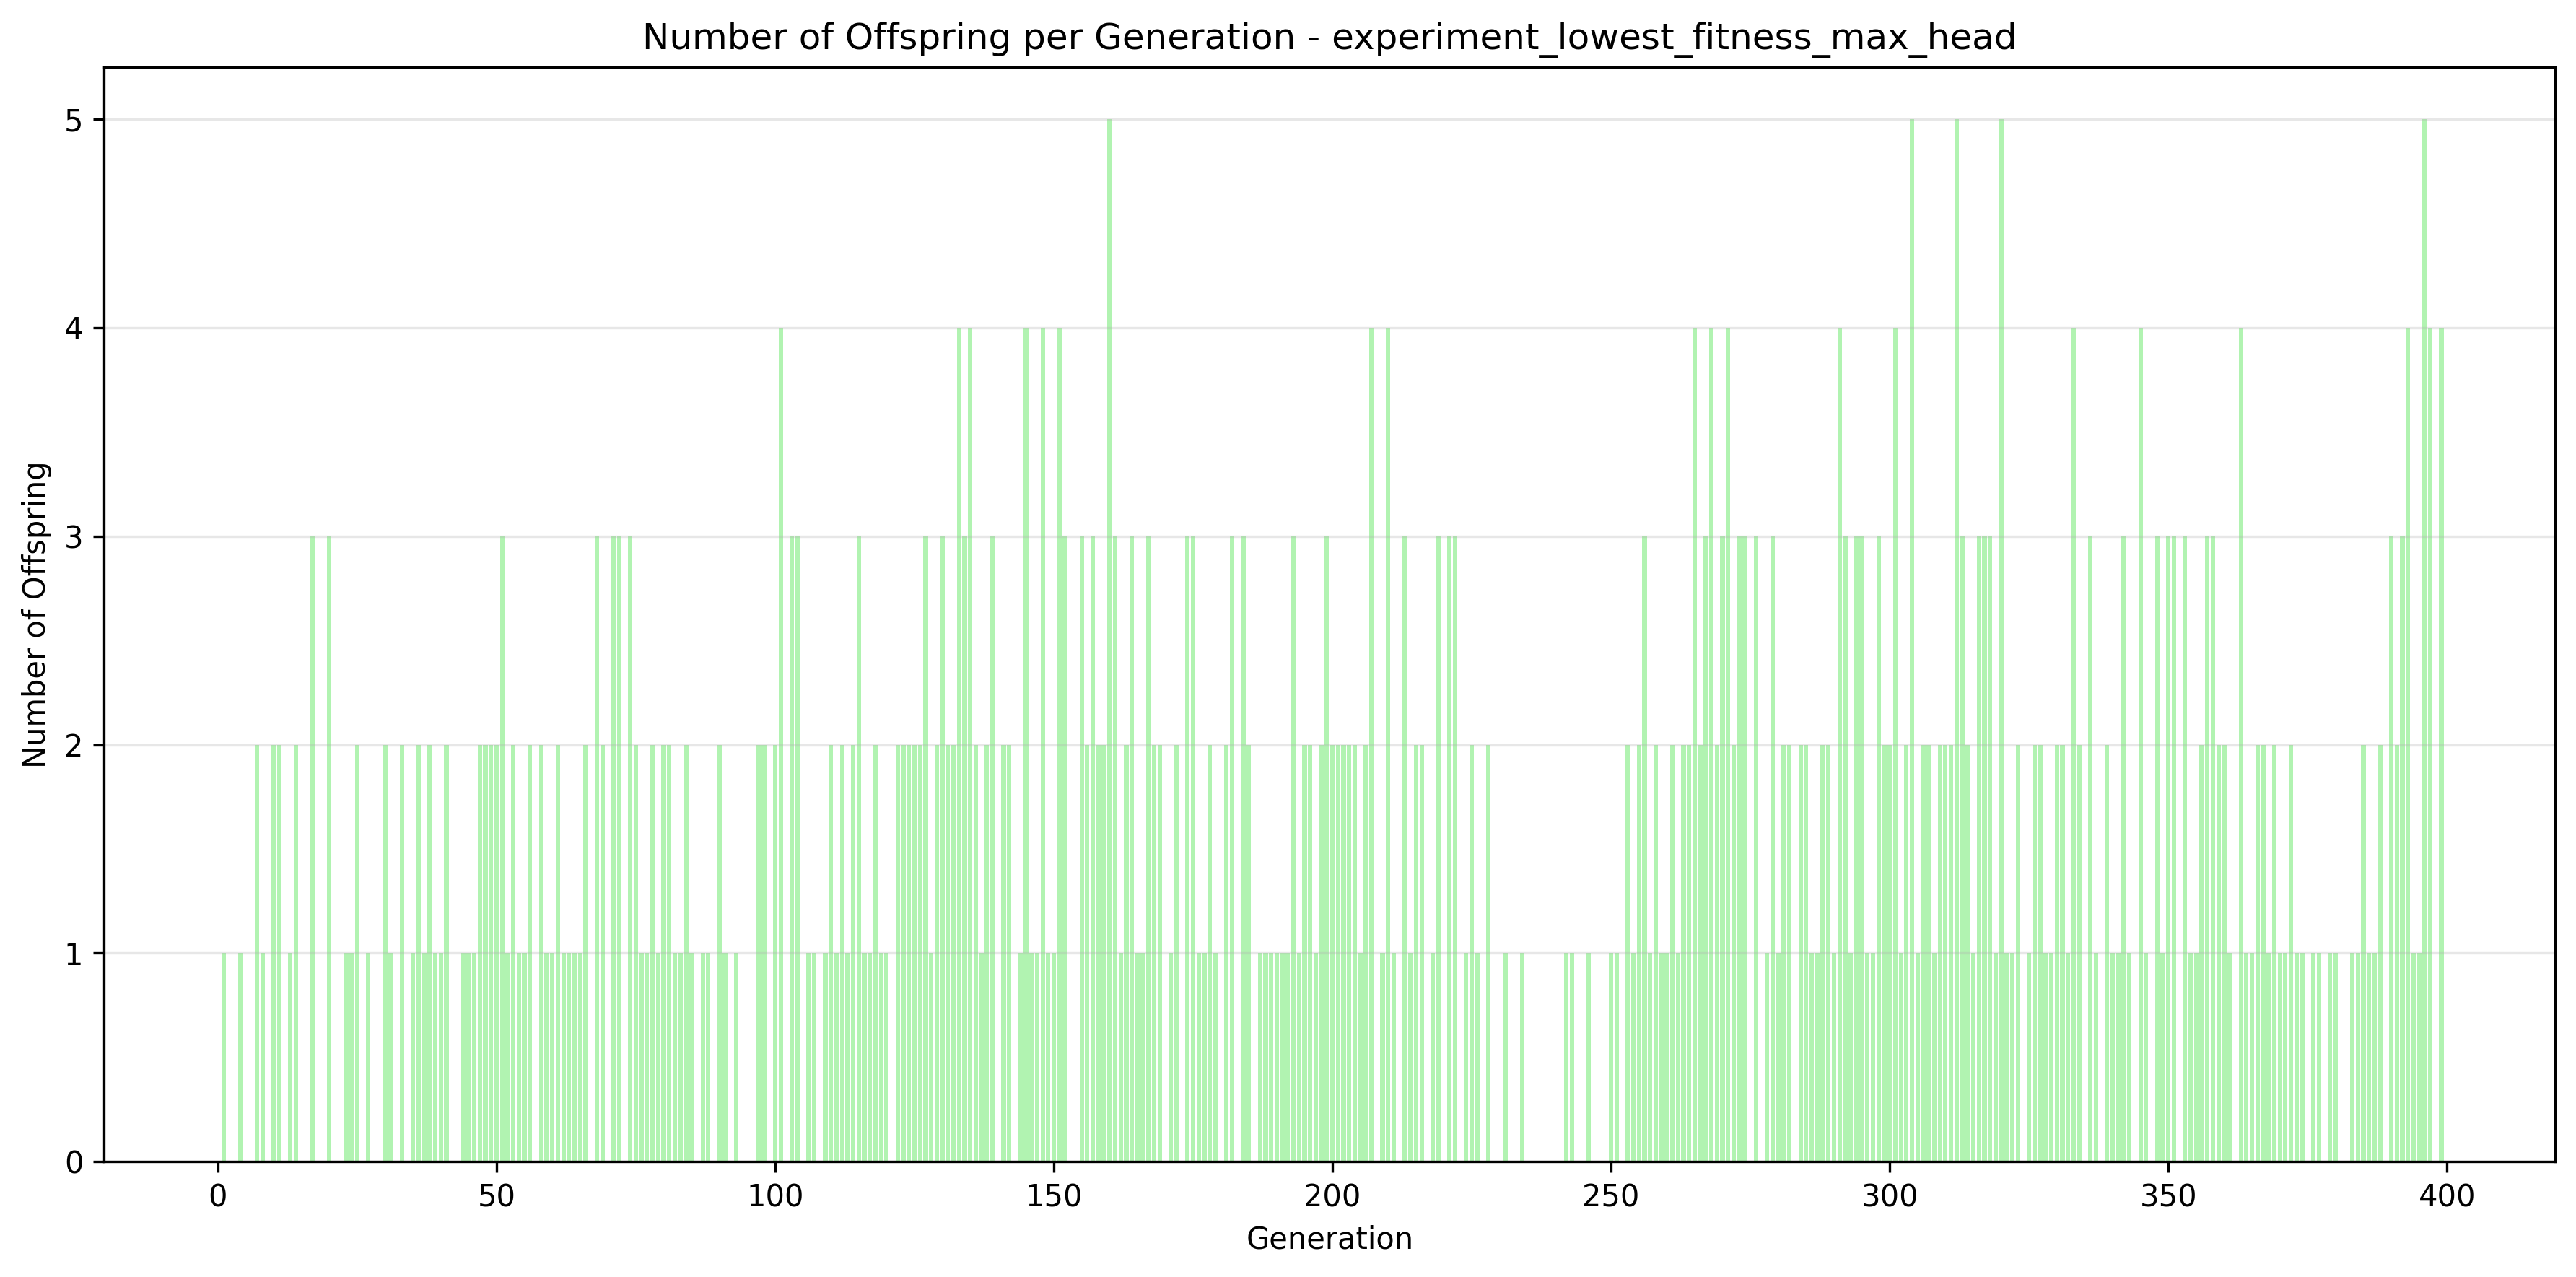 Number of Offspring per Generation - experiment_lowest_fitness_max_head
Number of Offspring
5
4
3
2
1
0
0 50 100 150 200 250 300 350 400
Generation